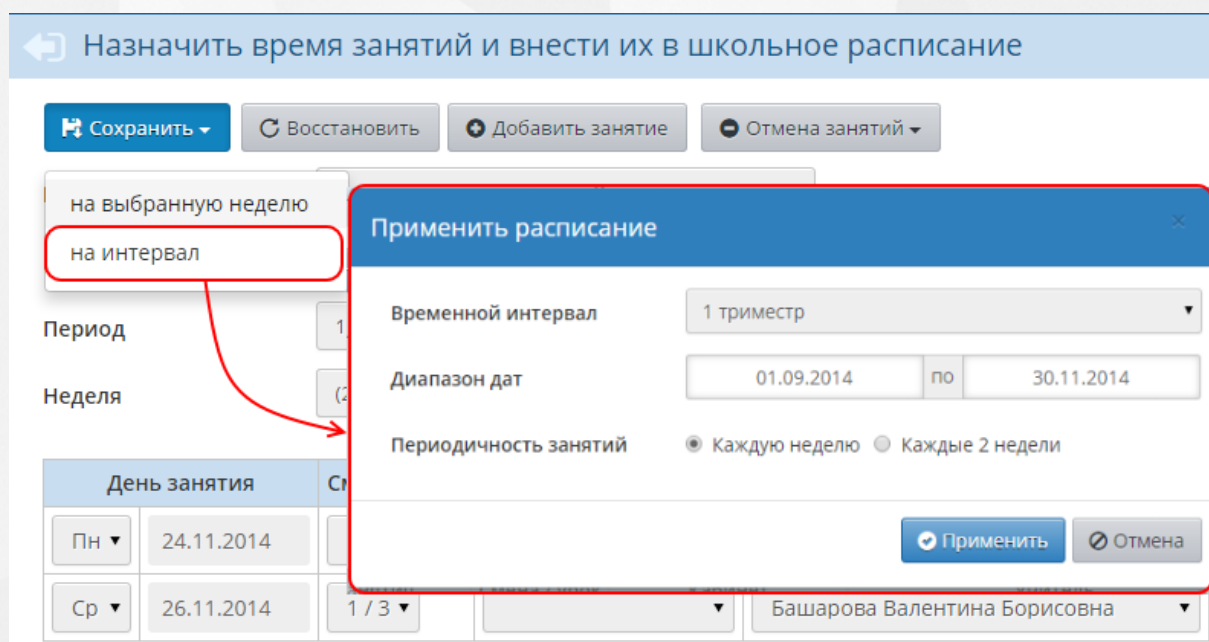 Назначить время занятий и внести их в школьное расписание
Сохранить Восстановить Добавить занятие Отмена занятий
на выбранную неделю
на интервал
Применить расписание
Временной интервал 1 триместр
Диапазон дат 01.09.2014 по 30.11.2014
Период 1
Неделя (2
Периодичность занятий Каждую неделю Каждые 2 недели
День занятия
Пн 24.11.2014
Применить Отмена
Ср 26.11.2014 1 / 3 Башарова Валентина Борисовна